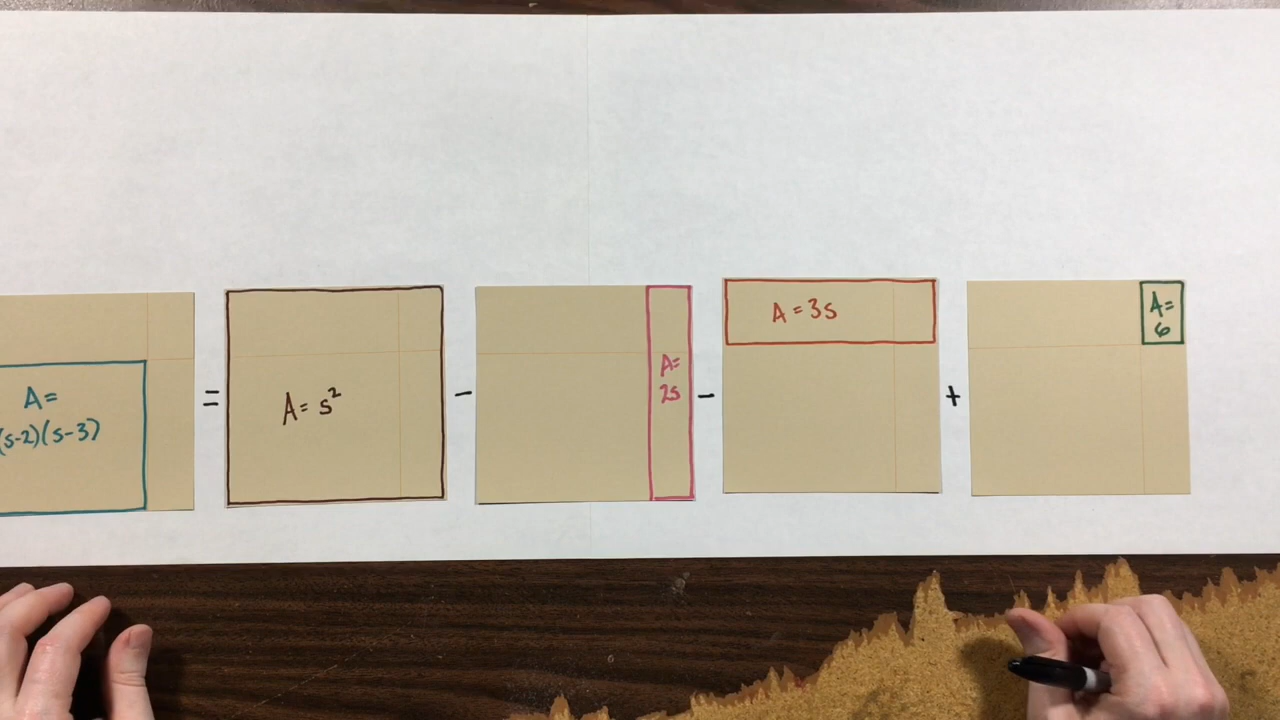 A=
(s-2)(s-3)
=
A = s²
-
A=
2s
-
A = 3s
+
A=
6